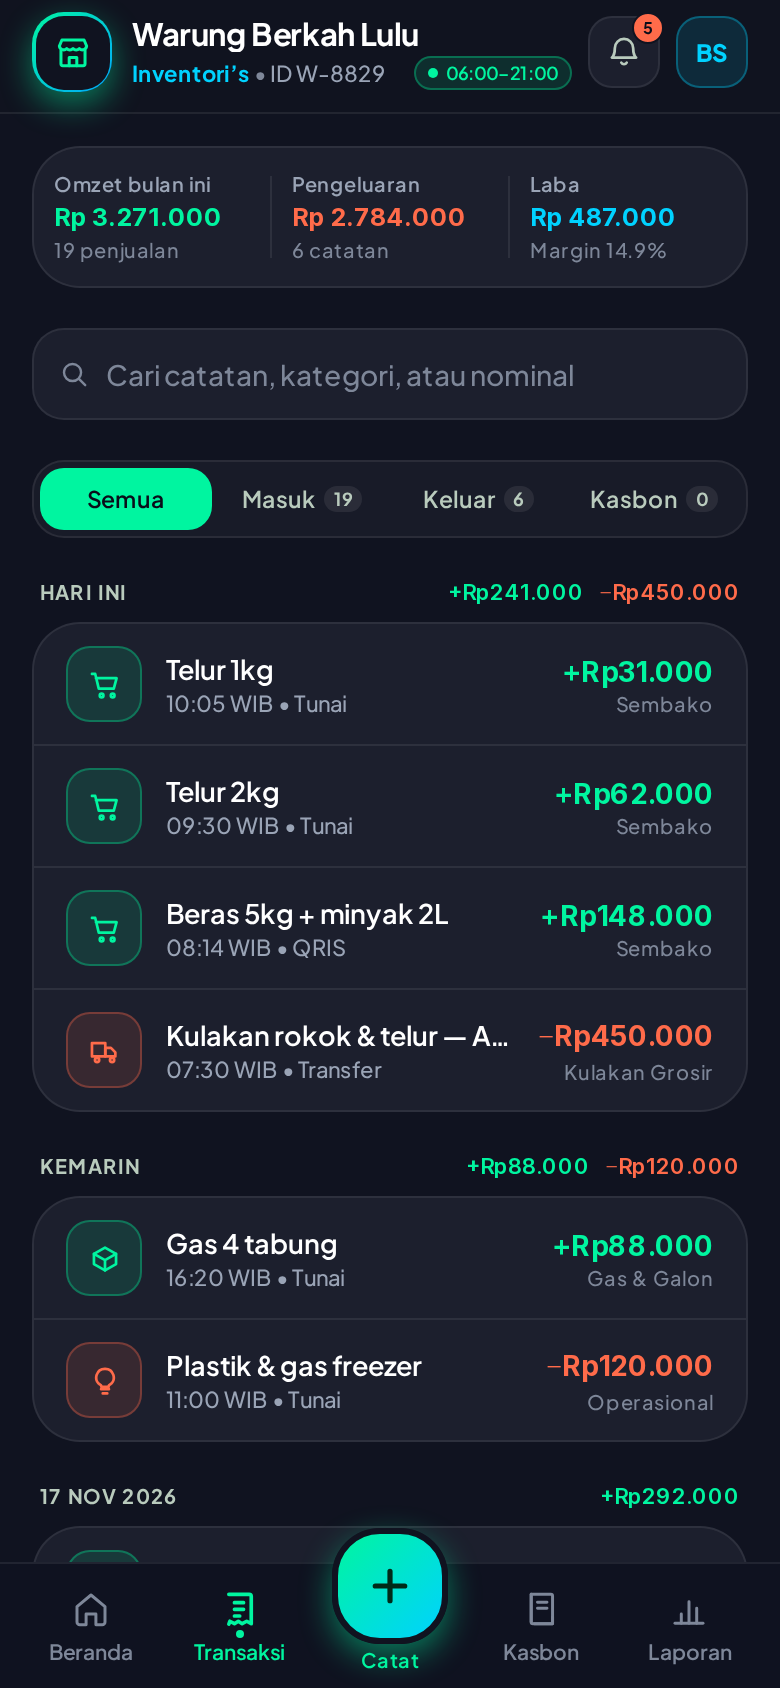 Warung Berkah Lulu
Inventori’s • ID W-8829
06:00–21:00
5
BS
Omzet bulan ini
Rp 3.271.000
19 penjualan
Pengeluaran
Rp 2.784.000
6 catatan
Laba
Rp 487.000
Margin 14.9%
Cari catatan, kategori, atau nominal
Semua
Masuk 19
Keluar 6
Kasbon 0
HARI INI
+Rp241.000 −Rp450.000
Telur 1kg
+Rp31.000
10:05 WIB • Tunai
Sembako
Telur 2kg
+Rp62.000
09:30 WIB • Tunai
Sembako
Beras 5kg + minyak 2L
+Rp148.000
08:14 WIB • QRIS
Sembako
Kulakan rokok & telur — A…
−Rp450.000
07:30 WIB • Transfer
Kulakan Grosir
KEMARIN
+Rp88.000 −Rp120.000
Gas 4 tabung
+Rp88.000
16:20 WIB • Tunai
Gas & Galon
Plastik & gas freezer
−Rp120.000
11:00 WIB • Tunai
Operasional
17 NOV 2026
+Rp292.000
Beranda
Transaksi
Catat
Kasbon
Laporan